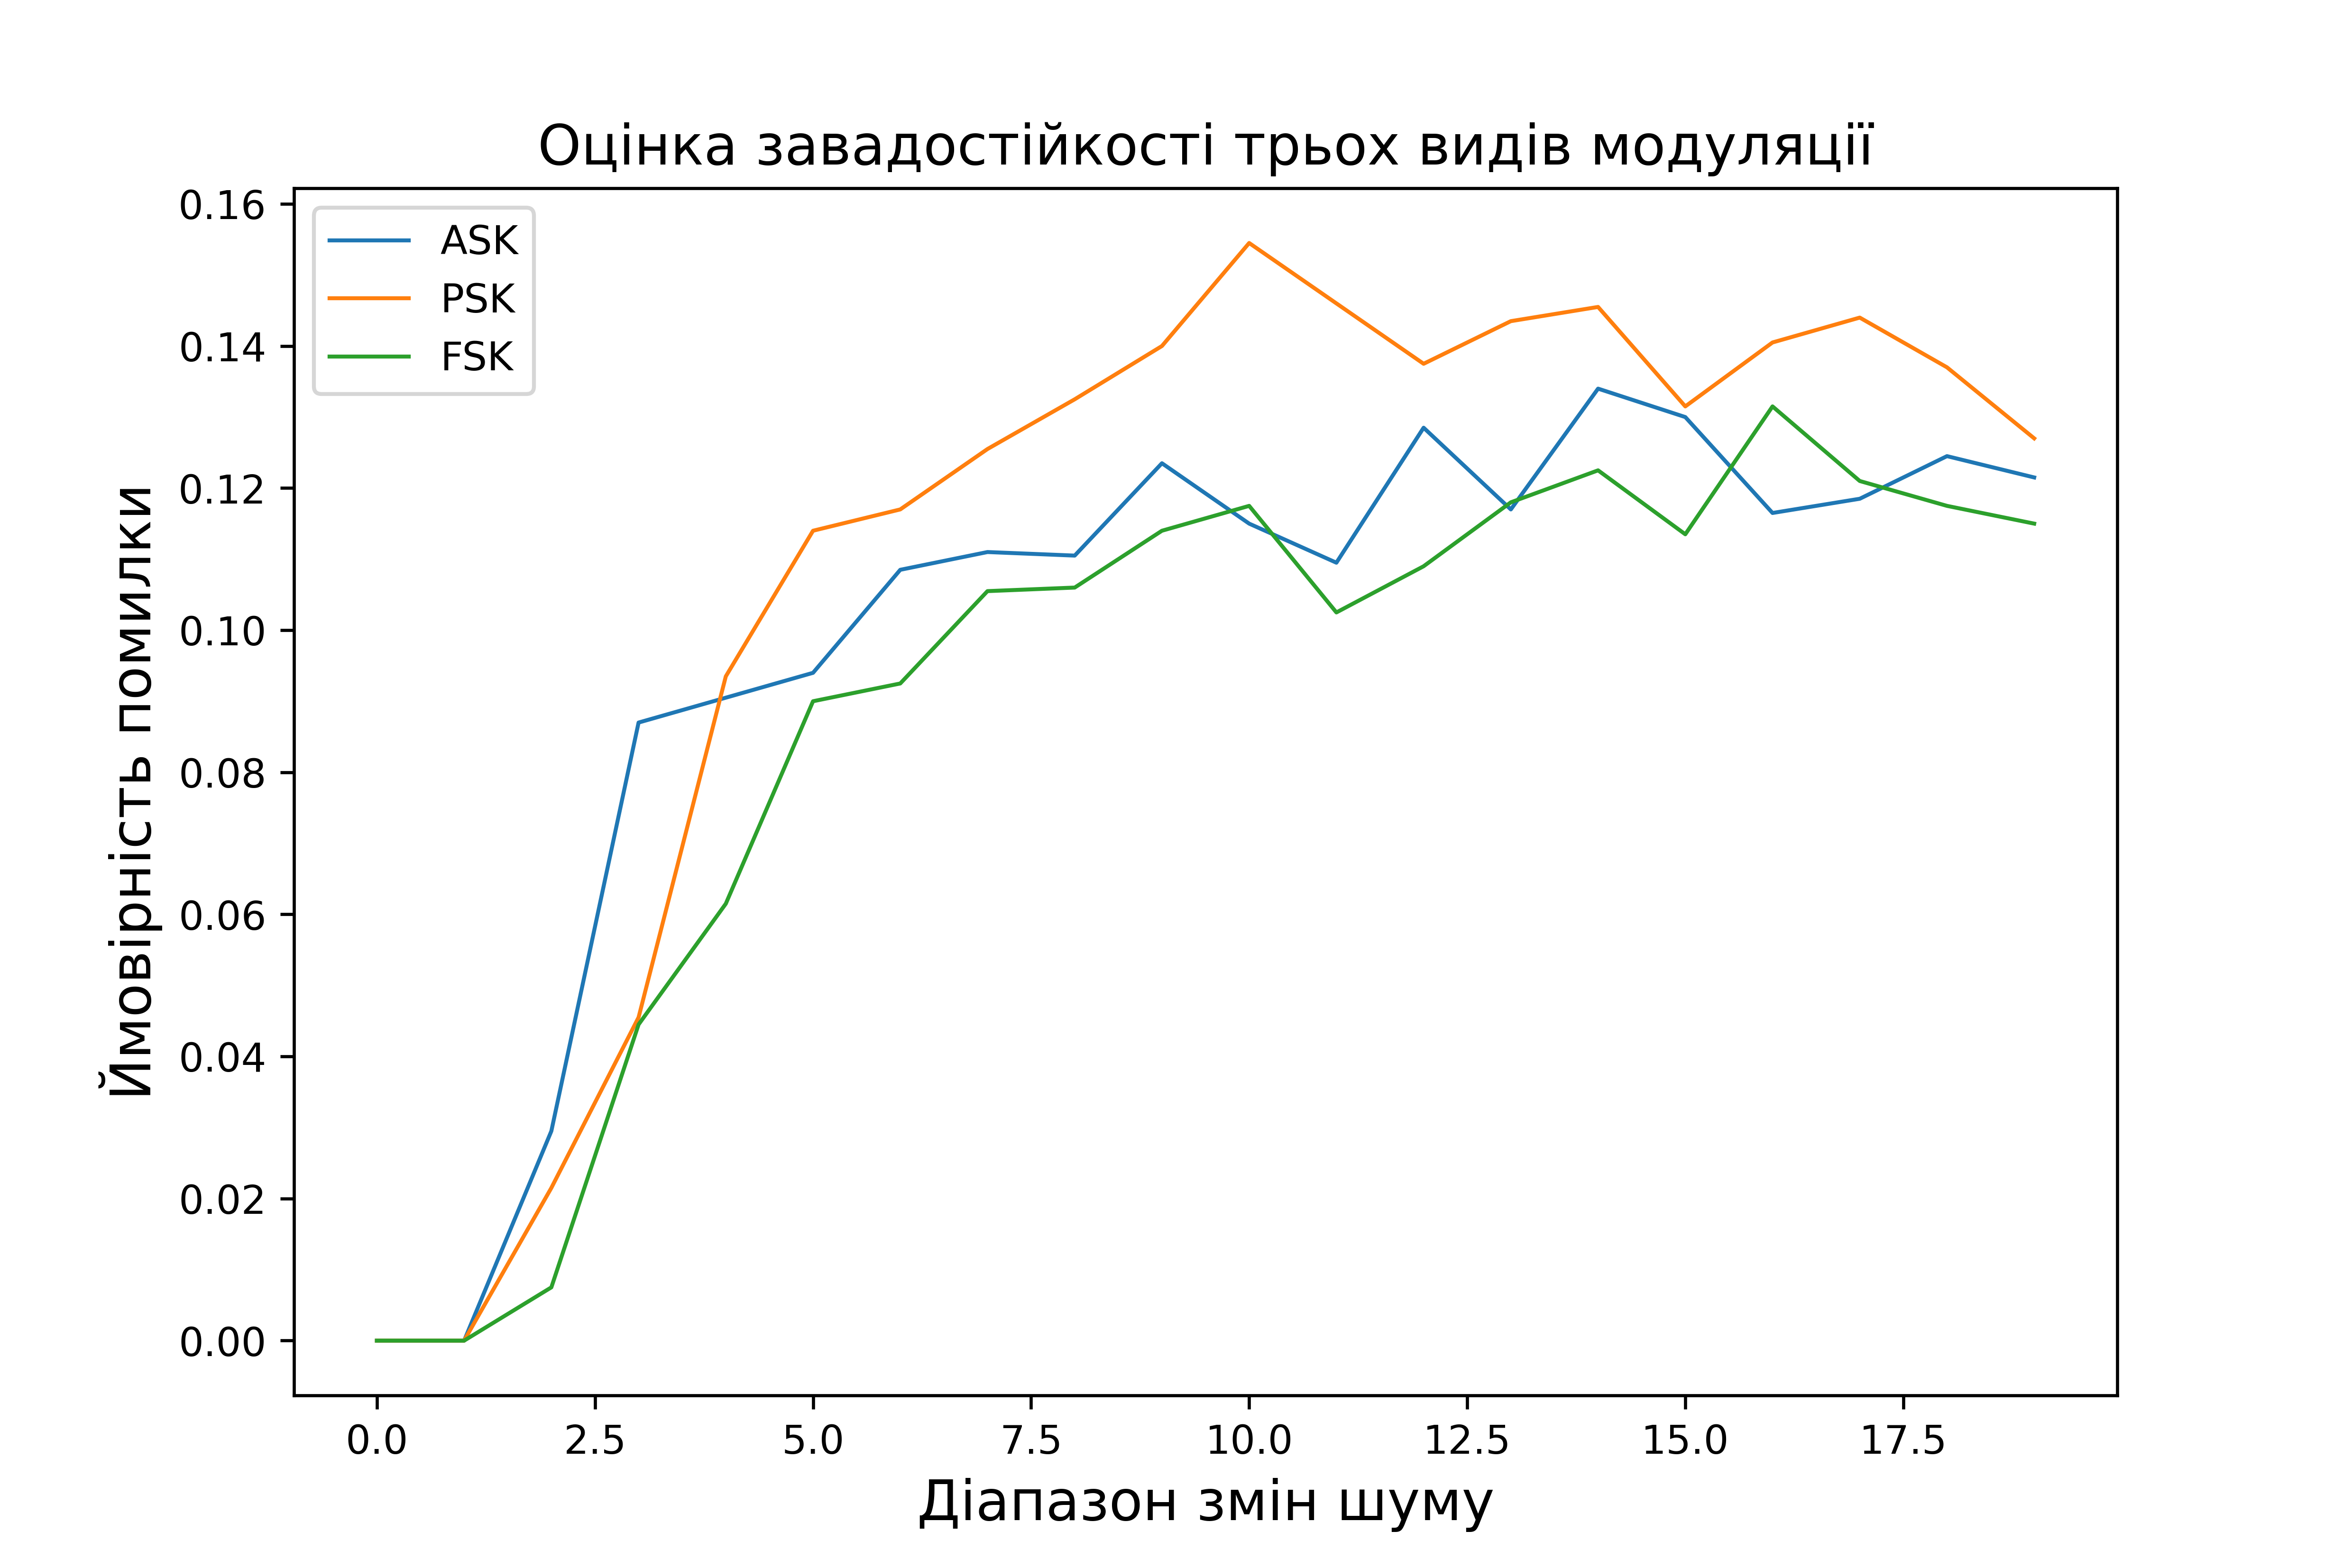 Оцінка завадостійкості трьох видів модуляції
ASK
PSK
FSK
Ймовірність помилки
0.16
0.14
0.12
0.10
0.08
0.06
0.04
0.02
0.00
0.0 2.5 5.0 7.5 10.0 12.5 15.0 17.5
Діапазон змін шуму